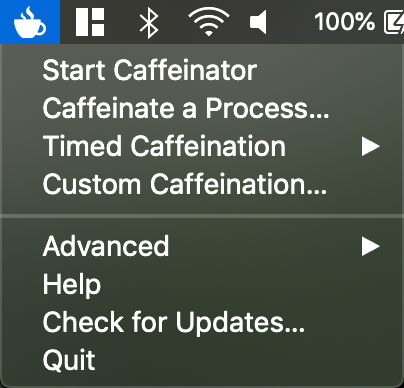 100%
Start Caffeinator
Caffeinate a Process...
Timed Caffeination
Custom Caffeination...
Advanced
Help
Check for Updates...
Quit